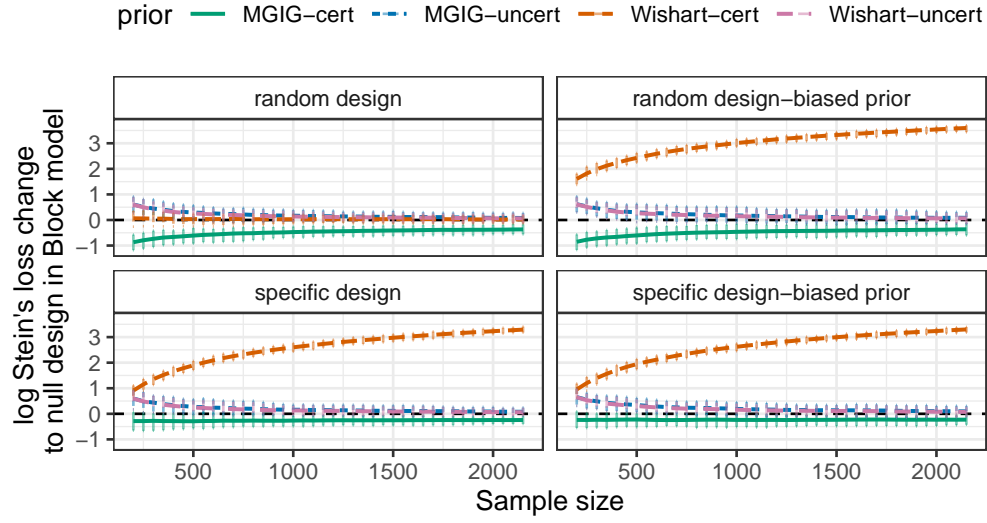 prior MGIG−cert MGIG−uncert Wishart−cert Wishart−uncert
random design
random design−biased prior
3
2
1
0
−1
specific design
specific design−biased prior
3
2
1
0
−1
500 1000 1500 2000
500 1000 1500 2000
Sample size
log Stein's loss change
to null design in Block model